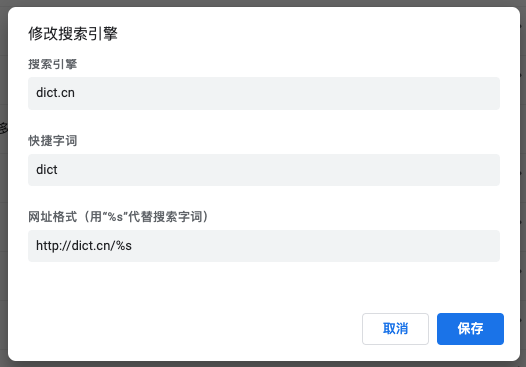 修改搜索引擎
搜索引擎
dict.cn
快捷字词
dict
网址格式（用“%s”代替搜索字词）
http://dict.cn/%s
取消
保存